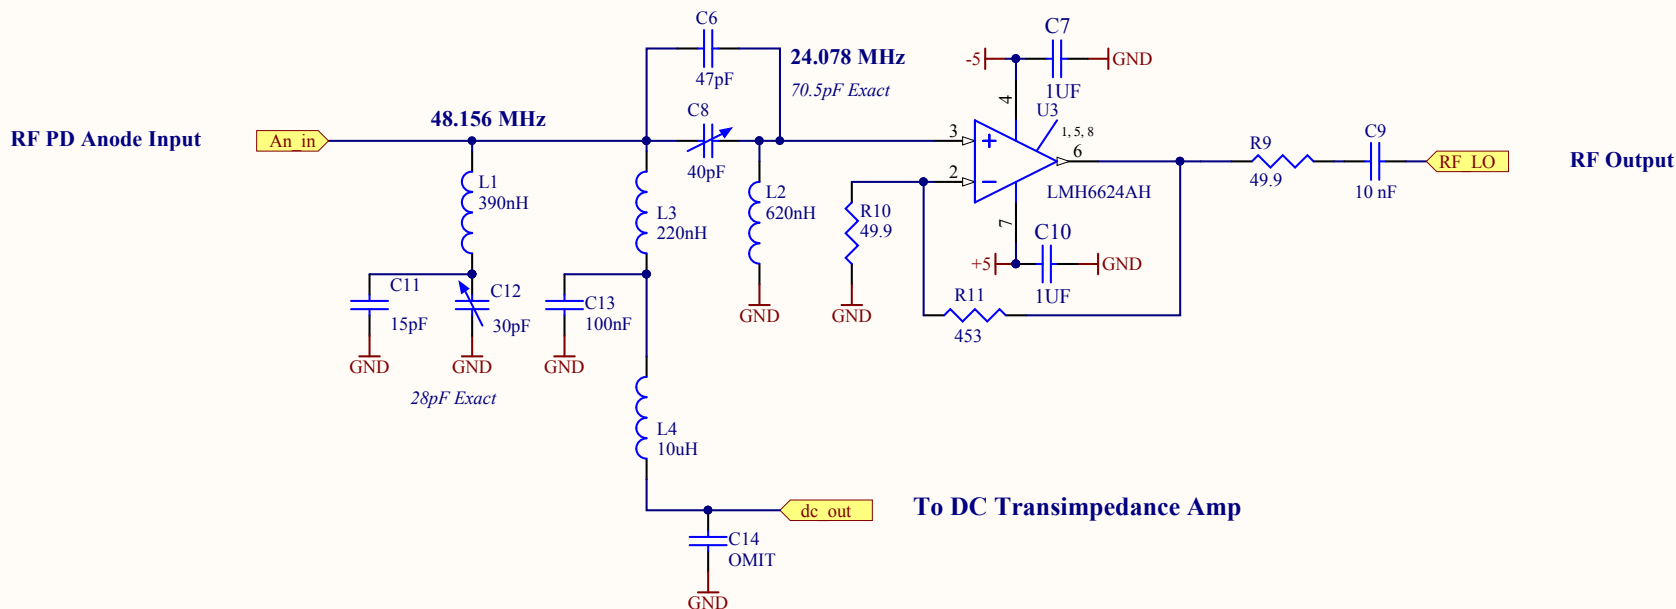 C6
47pF
24.078 MHz
70.5pF Exact
C8
40pF
C7
-5
GND
1UF
4
U3
1, 5, 8
RF PD Anode Input
An_in
48.156 MHz
3
2
6
LMH6624AH
7
R9
49.9
C9
10 nF
RF_LO
RF Output
L1
390nH
L3
220nH
L2
620nH
R10
49.9
C10
+5
GND
1UF
R11
453
C11
15pF
C12
30pF
C13
100nF
GND
GND
GND
GND
28pF Exact
L4
10uH
dc_out
To DC Transimpedance Amp
C14
OMIT
GND